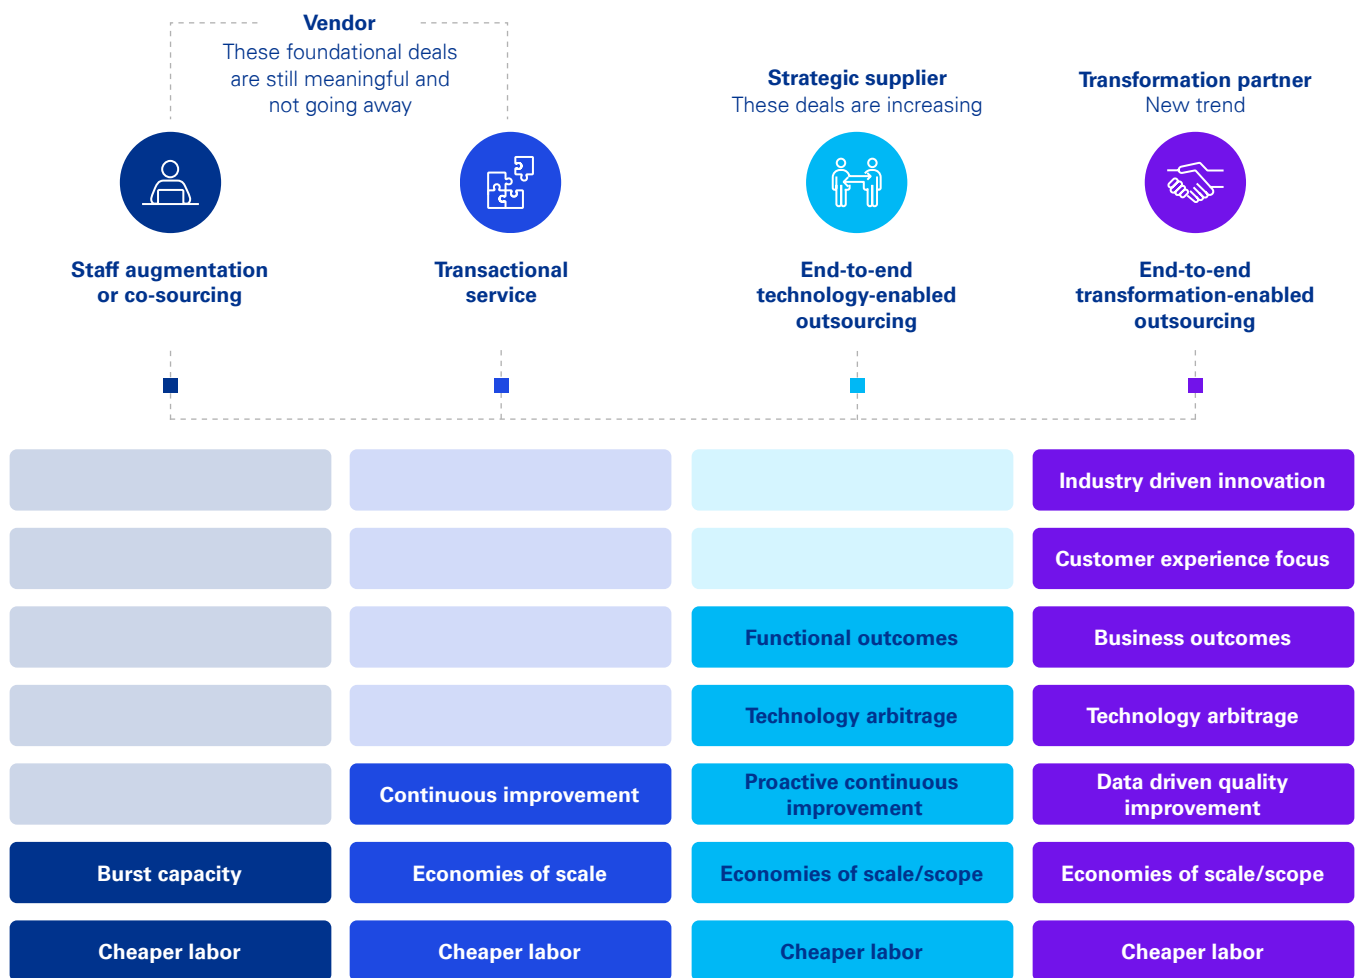 Vendor
These foundational deals
are still meaningful and
not going away
Strategic supplier
These deals are increasing
Transformation partner
New trend
Staff augmentation
or co-sourcing
Transactional
service
End-to-end
technology-enabled
outsourcing
End-to-end
transformation-enabled
outsourcing
Industry driven innovation
Customer experience focus
Functional outcomes
Business outcomes
Technology arbitrage
Technology arbitrage
Continuous improvement
Proactive continuous
improvement
Data driven quality
improvement
Burst capacity
Economies of scale
Economies of scale/scope
Economies of scale/scope
Cheaper labor
Cheaper labor
Cheaper labor
Cheaper labor